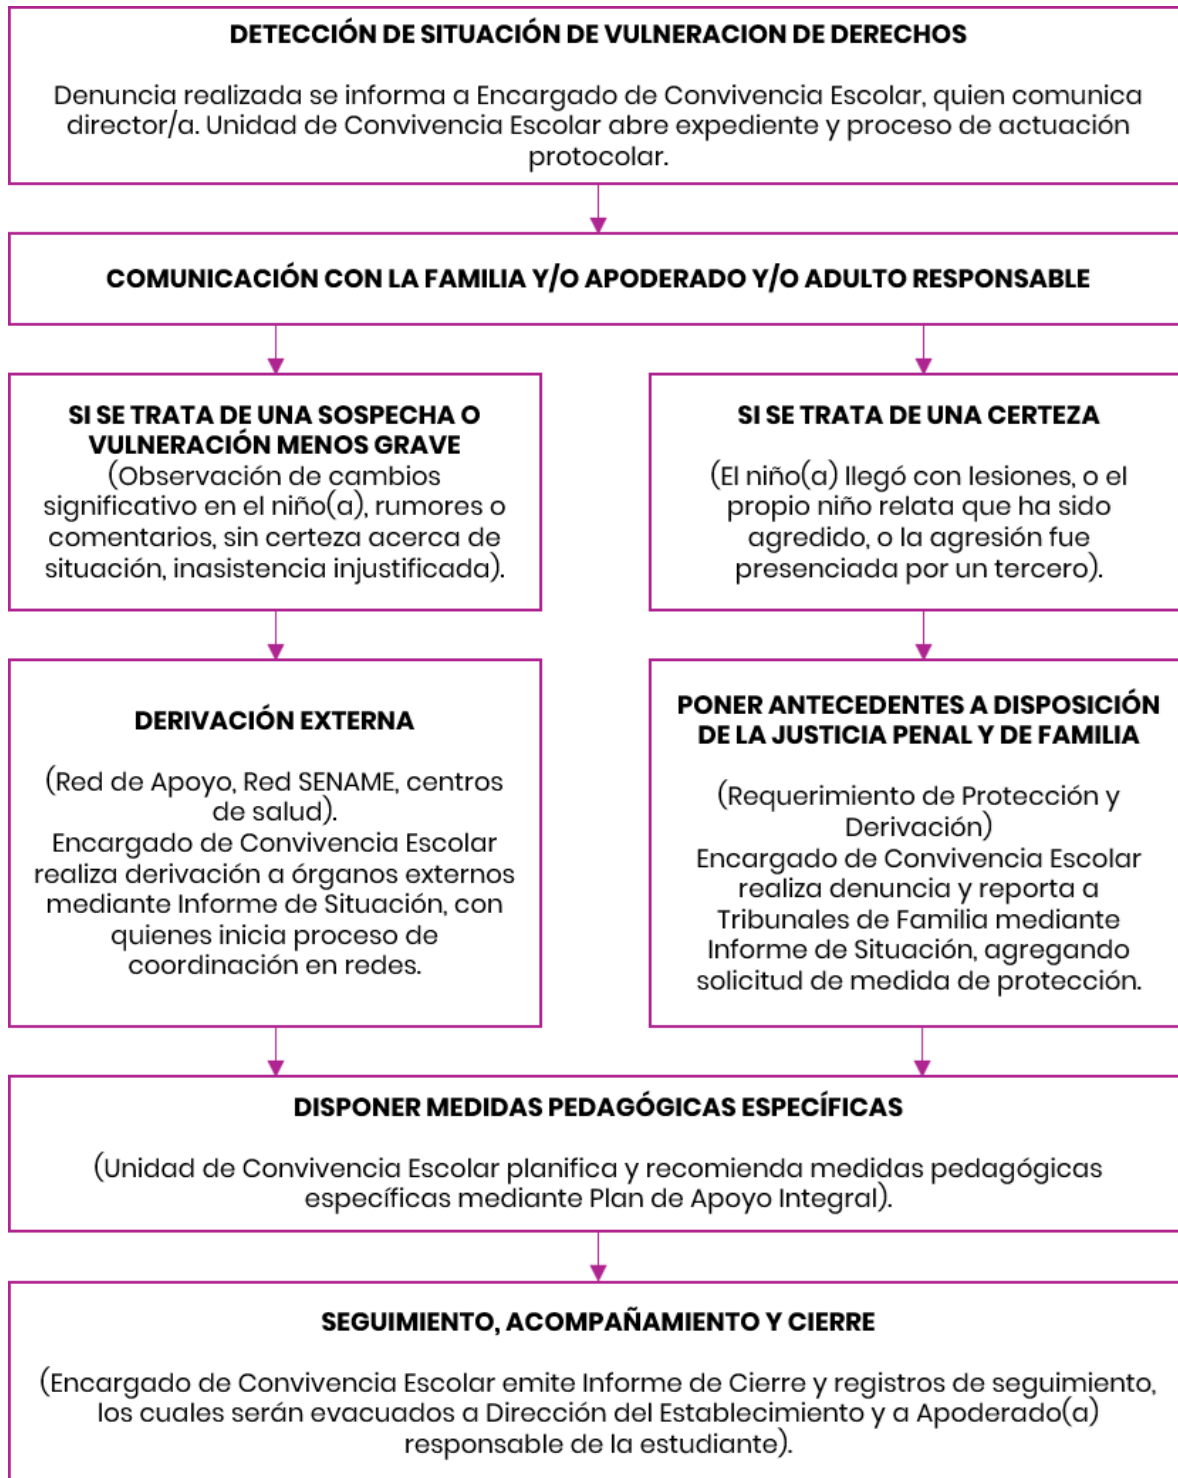 DETECCIÓN DE SITUACIÓN DE VULNERACION DE DERECHOS
Denuncia realizada se informa a Encargado de Convivencia Escolar, quien comunica
director/a. Unidad de Convivencia Escolar abre expediente y proceso de actuación
protocolar.
COMUNICACIÓN CON LA FAMILIA Y/O APODERADO Y/O ADULTO RESPONSABLE
SI SE TRATA DE UNA SOSPECHA O
VULNERACIÓN MENOS GRAVE
(Observación de cambios
significativo en el niño(a), rumores o
comentarios, sin certeza acerca de
situación, inasistencia injustificada).
SI SE TRATA DE UNA CERTEZA
(El niño(a) llegó con lesiones, o el
propio niño relata que ha sido
agredido, o la agresión fue
presenciada por un tercero).
DERIVACIÓN EXTERNA
(Red de Apoyo, Red SENAME, centros
de salud).
Encargado de Convivencia Escolar
realiza derivación a órganos externos
mediante Informe de Situación, con
quienes inicia proceso de
coordinación en redes.
PONER ANTECEDENTES A DISPOSICIÓN
DE LA JUSTICIA PENAL Y DE FAMILIA
(Requerimiento de Protección y
Derivación)
Encargado de Convivencia Escolar
realiza denuncia y reporta a
Tribunales de Familia mediante
Informe de Situación, agregando
solicitud de medida de protección.
DISPONER MEDIDAS PEDAGÓGICAS ESPECÍFICAS
(Unidad de Convivencia Escolar planifica y recomienda medidas pedagógicas
específicas mediante Plan de Apoyo Integral).
SEGUIMIENTO, ACOMPAÑAMIENTO Y CIERRE
(Encargado de Convivencia Escolar emite Informe de Cierre y registros de seguimiento,
los cuales serán evacuados a Dirección del Establecimiento y a Apoderado(a)
responsable de la estudiante).